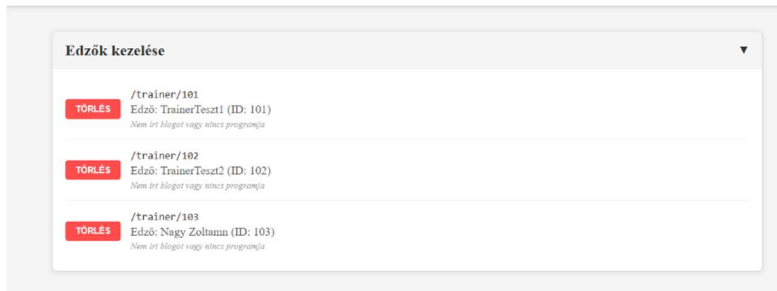 Edzők kezelése ▼
/trainer/101
TÖRLÉS
Edző: TrainerTeszt1 (ID: 101)
Nem írt blogot vagy nincs programja
/trainer/102
TÖRLÉS
Edző: TrainerTeszt2 (ID: 102)
Nem írt blogot vagy nincs programja
/trainer/103
TÖRLÉS
Edző: Nagy Zoltamn (ID: 103)
Nem írt blogot vagy nincs programja